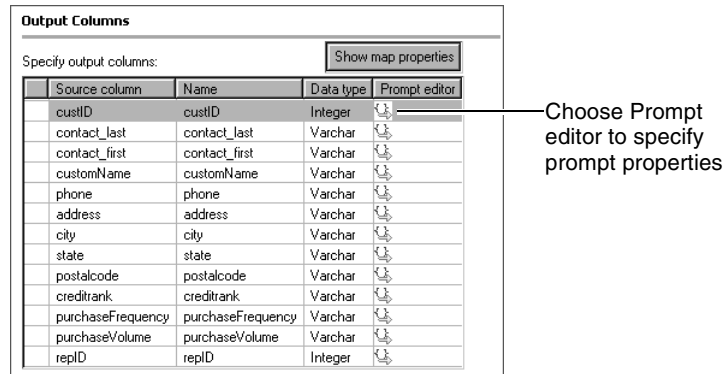 Output Columns
Specify output columns:
Show map properties
Source column Name Data type Prompt editor
custID custID Integer
contact_last contact_last Varchar
contact_first contact_first Varchar
customName customName Varchar
phone phone Varchar
address address Varchar
city city Varchar
state state Varchar
postalcode postalcode Varchar
creditrank creditrank Varchar
purchaseFrequency purchaseFrequency Varchar
purchaseVolume purchaseVolume Varchar
repID repID Integer
Choose Prompt
editor to specify
prompt properties